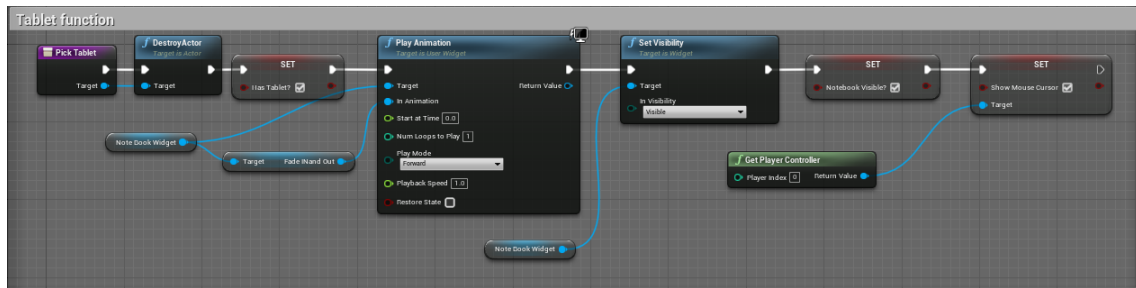 Tablet function
Pick Tablet
Target
DestroyActor
Target is Actor
Target
SET
Has Tablet?
Note Dook Widget
Target Fade INand Out
Play Animation
Target is User Widget
Target Return Value
In Animation
Start at Time 0.0
Num Loops to Play 1
Play Mode
Forward
Playback Speed 1.0
Restore State
Note Dook Widget
Set Visibility
Target is Widget
Target
In Visibility
Visible
SET
Notebook Visible?
Get Player Controller
Player Index 0 Return Value
SET
Show Mouse Cursor
Target